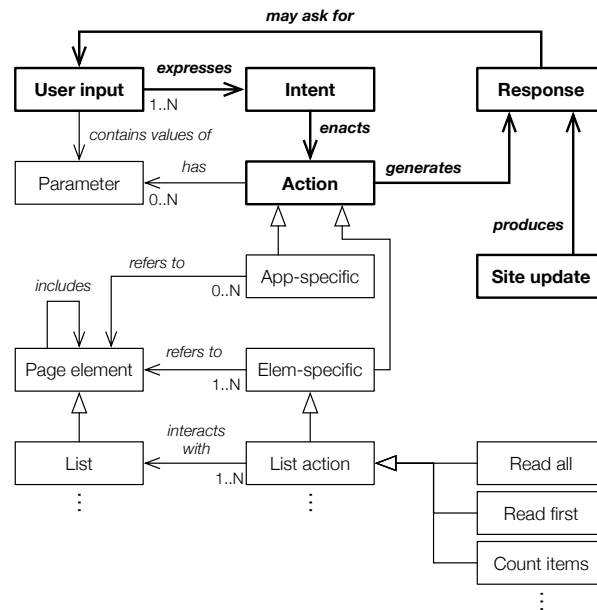 may ask for
User input
expresses
1..N
Intent
Response
contains values of
enacts
Parameter
has
0..N
Action
generates
produces
refers to
App-specific
0..N
Site update
includes
Page element
refers to
1..N
Elem-specific
List
interacts
with
1..N
List action
Read all
Read first
Count items